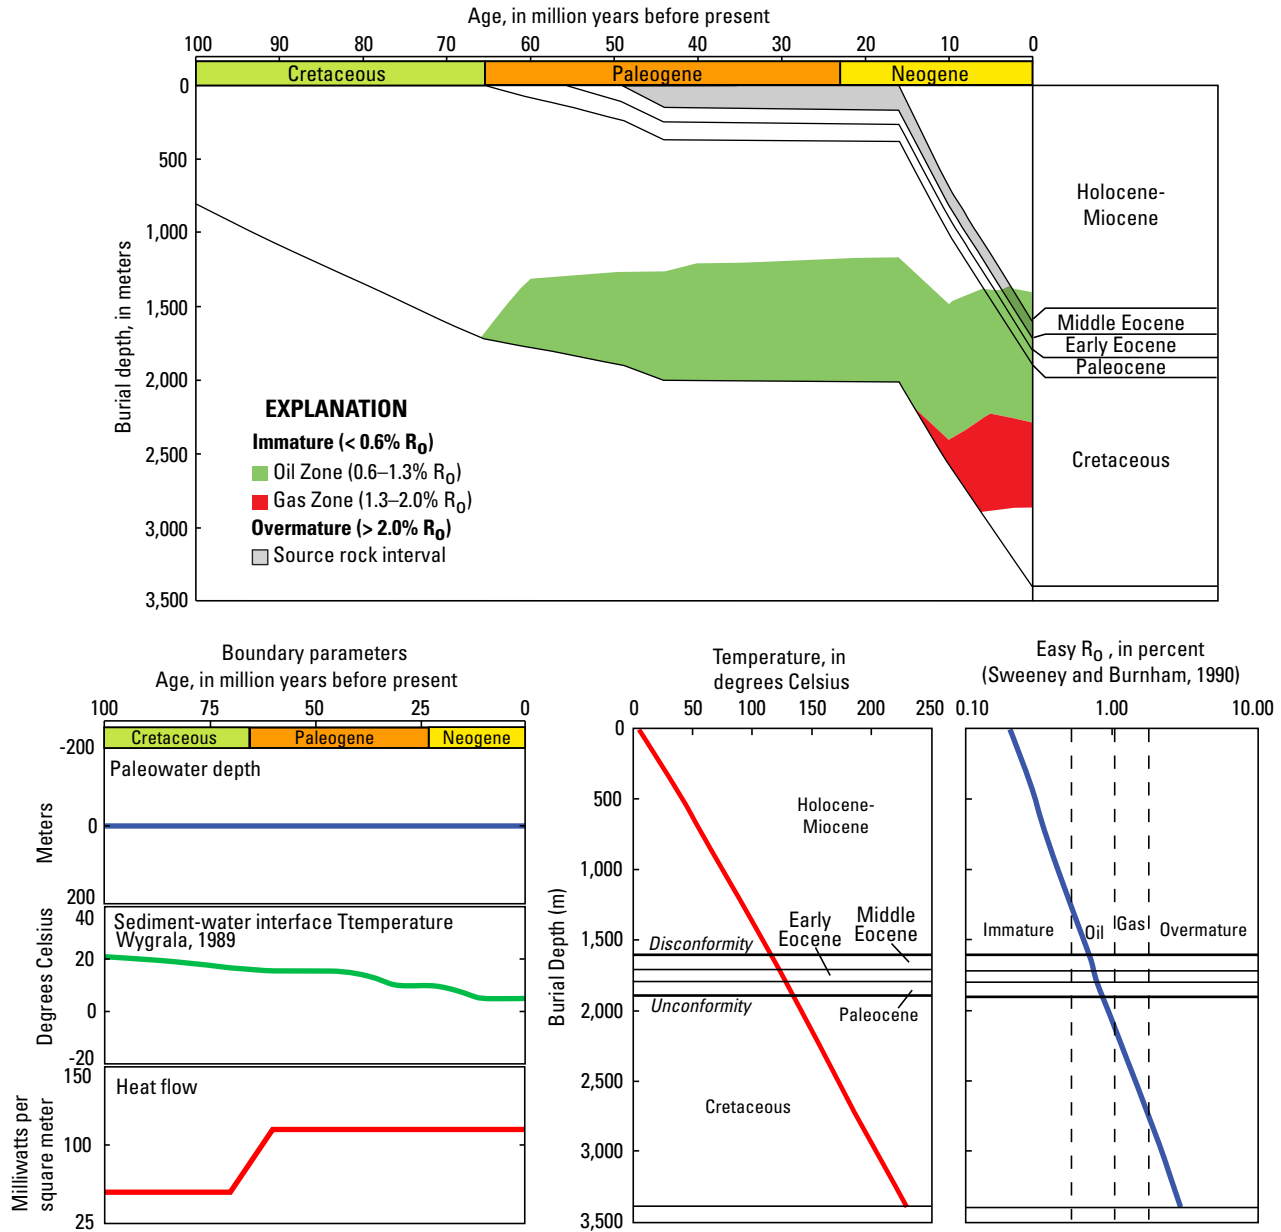 Age, in million years before present
100 90 80 70 60 50 40 30 20 10 0
Cretaceous Paleogene Neogene
Burial depth, in meters
0
500
1,000
1,500
2,000
2,500
3,000
3,500
Holocene-
Miocene
Middle Eocene
Early Eocene
Paleocene
Cretaceous
EXPLANATION
Immature (< 0.6% R0)
Oil Zone (0.6–1.3% R0)
Gas Zone (1.3–2.0% R0)
Overmature (> 2.0% R0)
Source rock interval
Boundary parameters
Age, in million years before present
100 75 50 25 0
Cretaceous Paleogene Neogene
Meters
-200
0
200
Paleowater depth
Degrees Celsius
40
20
0
-20
Sediment-water interface Ttemperature
Wygrala, 1989
Milliwatts per
square meter
150
100
25
Heat flow
Temperature, in
degrees Celsius
0 50 100 150 200 250
Burial Depth (m)
0
500
1,000
1,500
2,000
2,500
3,000
3,500
Holocene-
Miocene
Early
Eocene
Middle
Eocene
Disconformity
Unconformity
Paleocene
Cretaceous
Easy R0 , in percent
(Sweeney and Burnham, 1990)
0.10 1.00 10.00
Immature Oil Gas Overmature